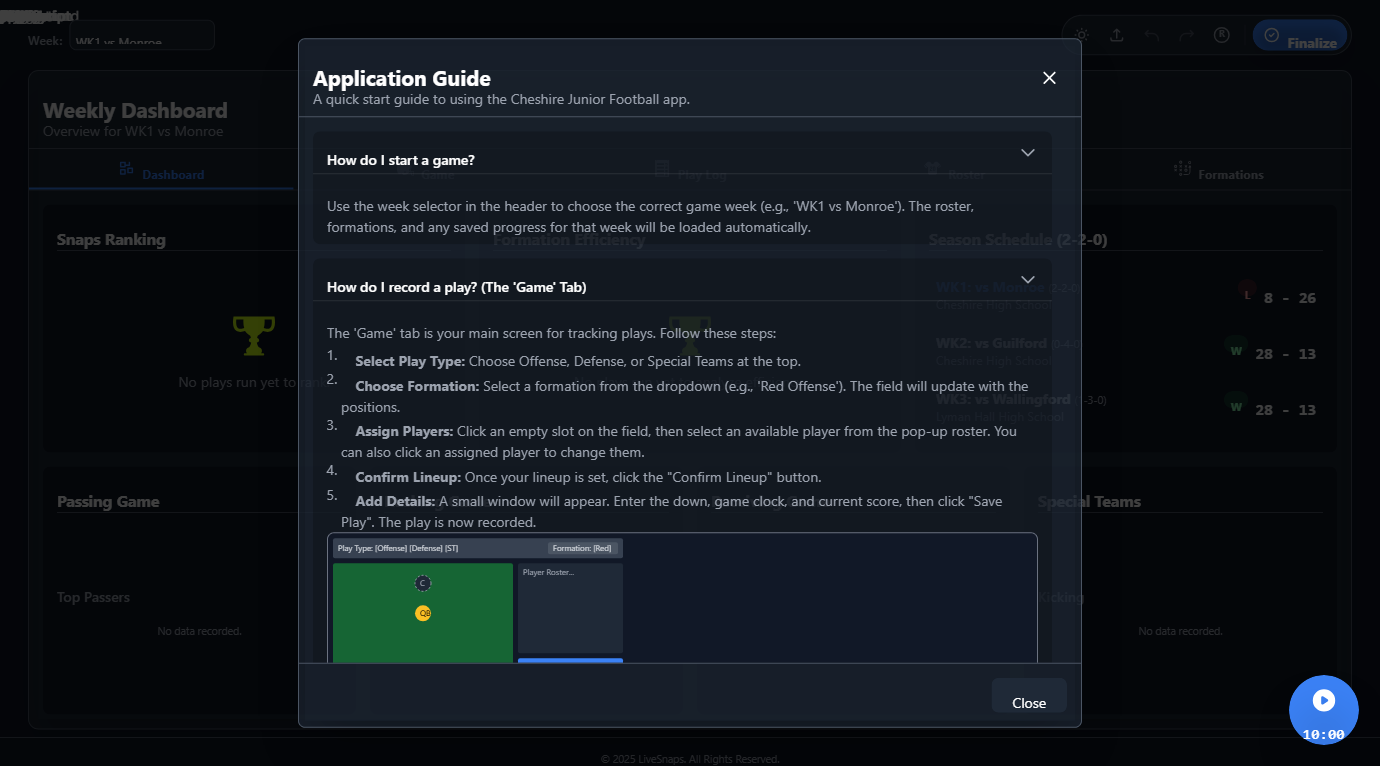 Week:
WK1 vs Monroe
Finalize
Weekly Dashboard
Overview for WK1 vs Monroe
Dashboard
Game
Play Log
Roster
Formations
Snaps Ranking
No plays run yet to rank
Formation Efficiency
Season Schedule (2-2-0)
WK1: vs Monroe (2-2-0)
Cheshire High School
L 8 - 26
WK2: vs Guilford (0-4-0)
Cheshire High School
W 28 - 13
WK3: vs Wallingford
-3-0)
Lyman Hall High School
W 28 - 13
Passing Game
Special Teams
Top Passers
Kicking
No data recorded.
No data recorded.
Application Guide
A quick start guide to using the Cheshire Junior Football app.
How do I start a game?
Use the week selector in the header to choose the correct game week (e.g., 'WK1 vs Monroe'). The roster,
formations, and any saved progress for that week will be loaded automatically.
How do I record a play? (The 'Game' Tab)
The 'Game' tab is your main screen for tracking plays. Follow these steps:
1. Select Play Type: Choose Offense, Defense, or Special Teams at the top.
2. Choose Formation: Select a formation from the dropdown (e.g., 'Red Offense'). The field will update with the
positions.
3. Assign Players: Click an empty slot on the field, then select an available player from the pop-up roster. You
can also click an assigned player to change them.
4. Confirm Lineup: Once your lineup is set, click the "Confirm Lineup" button.
5. Add Details: A small window will appear. Enter the down, game clock, and current score, then click "Save
Play". The play is now recorded.
Play Type: [Offense] [Defense] [ST]
Formation: [Red]
C
QB
Player Roster...
Close
10:00
© 2025 LiveSnaps. All Rights Reserved.